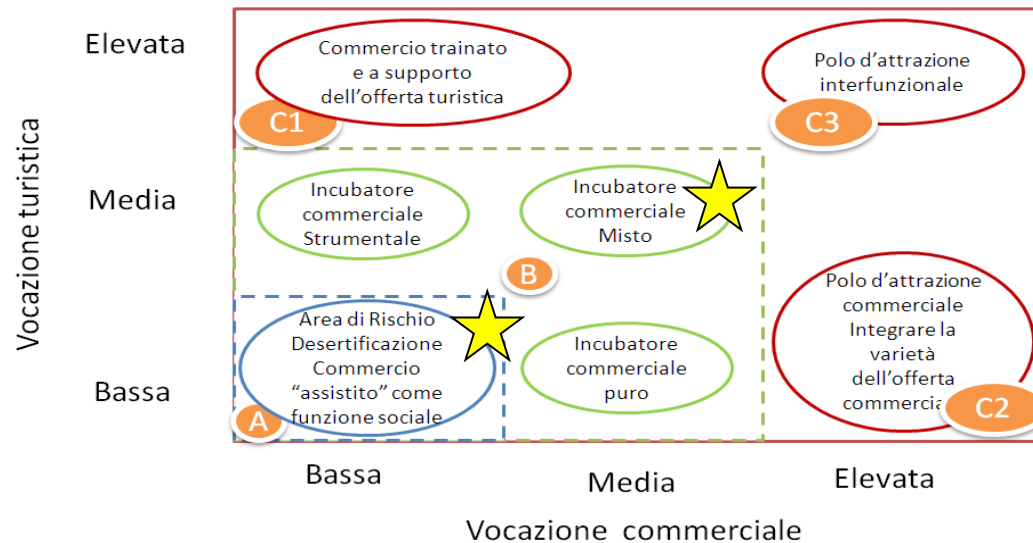 Elevata
Commercio trainato
e a supporto
dell'offerta turistica
Polo d'attrazione
interfunzionale
C1
C3
Vocazione turistica
Media
Incubatore
commerciale
Strumentale
Incubatore
commerciale
Misto
B
Area di Rischio
Desertificazione
Commercio
"assistito" come
funzione sociale
Incubatore
commerciale
puro
Polo d'attrazione
commerciale
Integrare la
varietà
dell'offerta
Bassa
A
C2
Bassa
Media
Elevata
Vocazione commerciale